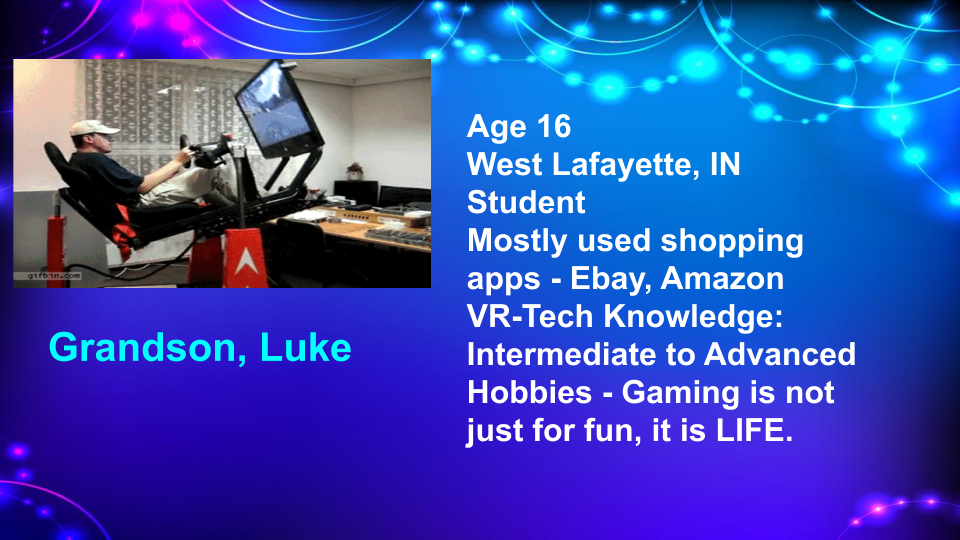 gifbin.com
Grandson, Luke
Age 16
West Lafayette, IN
Student
Mostly used shopping
apps - Ebay, Amazon
VR-Tech Knowledge:
Intermediate to Advanced
Hobbies - Gaming is not
just for fun, it is LIFE.